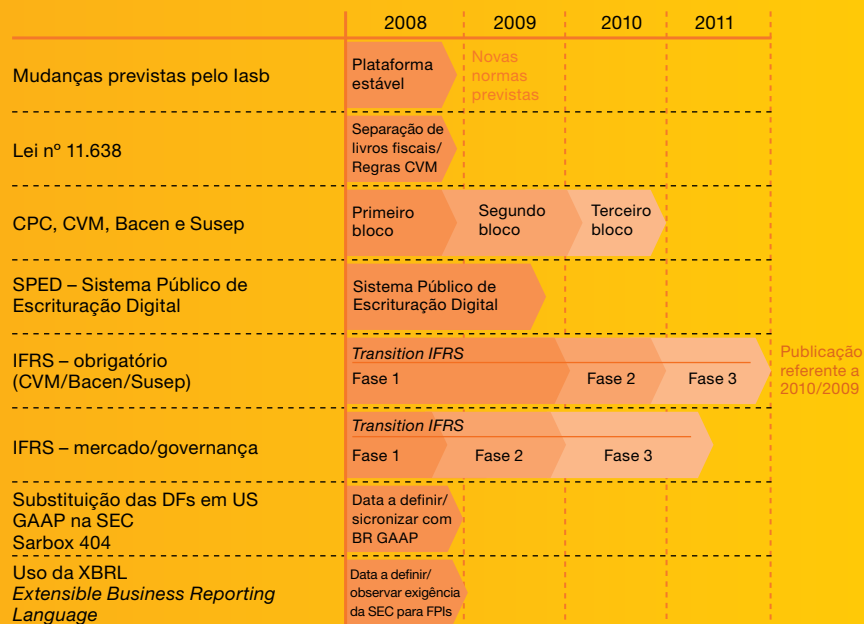 2008 2009 2010 2011
Mudanças previstas pelo Iasb
Plataforma
estável
Novas
normas
previstas
Lei nº 11.638
Separação de
livros fiscais/
Regras CVM
CPC, CVM, Bacen e Susep
Primeiro
bloco
Segundo
bloco
Terceiro
bloco
SPED – Sistema Público de
Escrituração Digital
Sistema Público de
Escrituração Digital
IFRS – obrigatório
(CVM/Bacen/Susep)
Transition IFRS
Fase 1
Fase 2
Fase 3
Publicação
referente a
2010/2009
IFRS – mercado/governança
Transition IFRS
Fase 1
Fase 2
Fase 3
Substituição das DFs em US
GAAP na SEC
Sarbox 404
Data a definir/
sicronizar com
BR GAAP
Uso da XBRL
Extensible Business Reporting
Language
Data a definir/
observar exigência
da SEC para FPIs